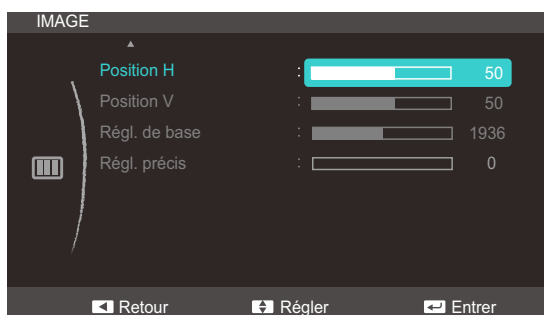 IMAGE
Position H : 50
Position V : 50
Régl. de base : 1936
Régl. précis : 0
Retour Régler Entrer